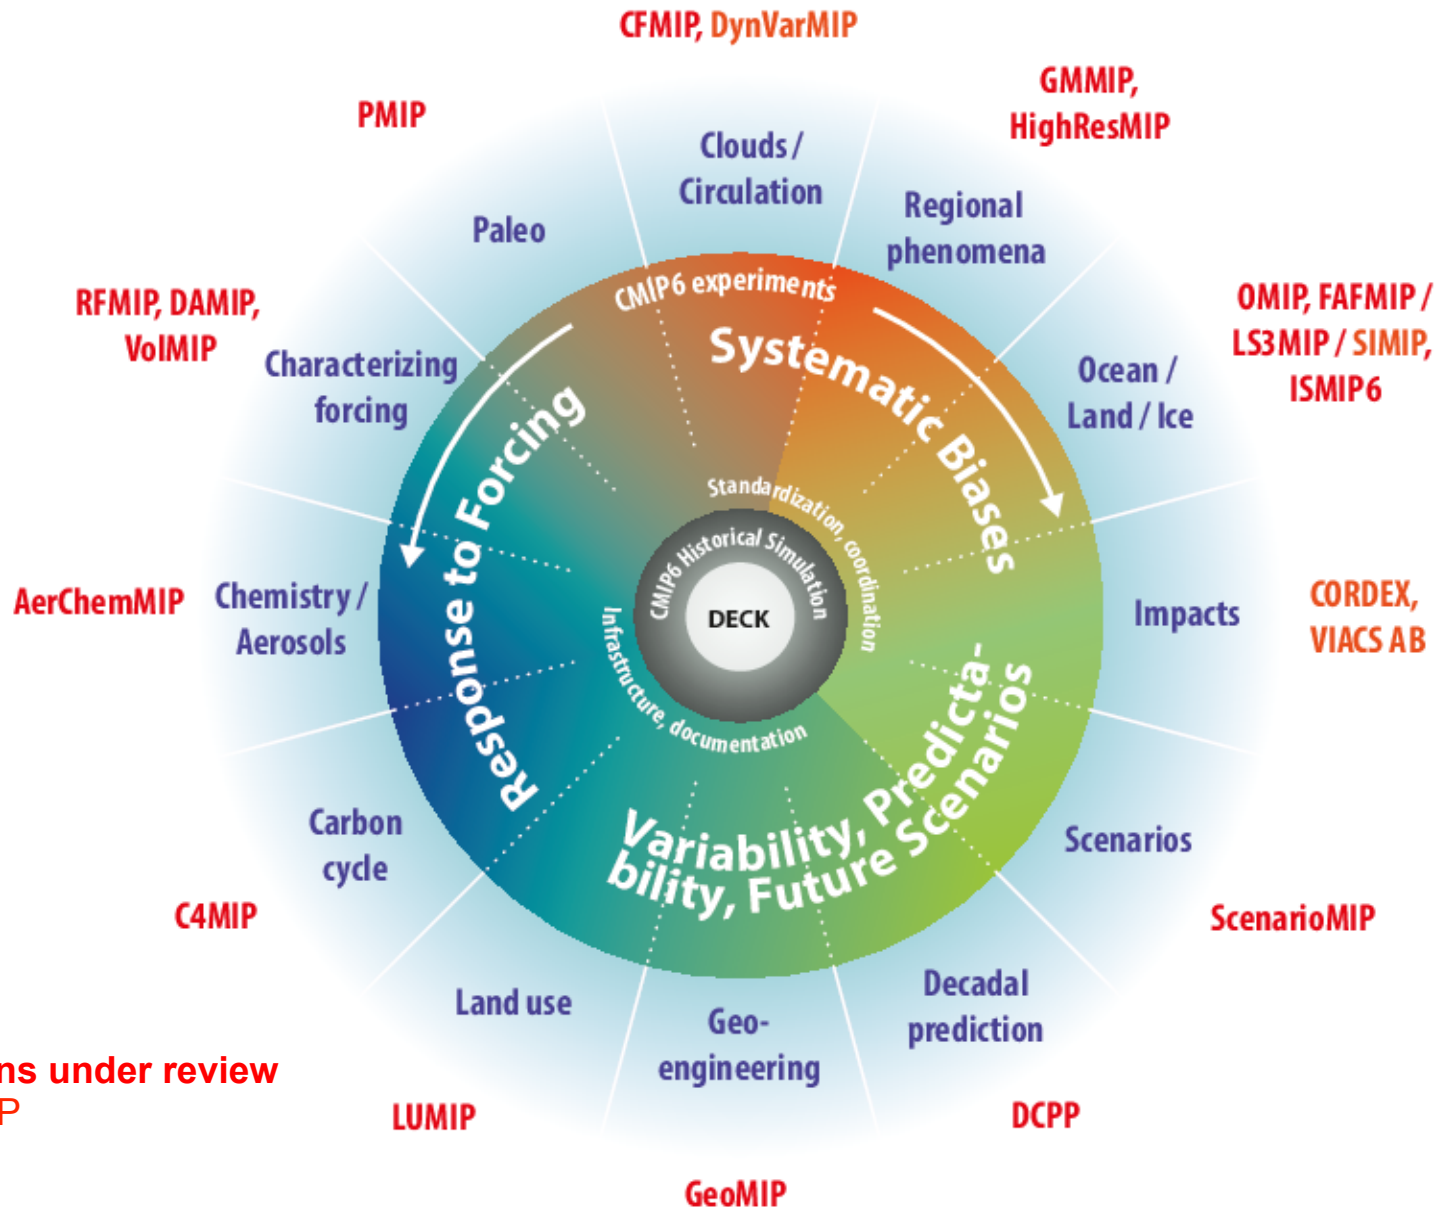 CFMIP, DynVarMIP
GMMIP,
HighResMIP
PMIP
Clouds /
Circulation
Regional
phenomena
Paleo
CMIP6 experiments
RFMIP, DAMIP,
VolMIP
OMIP, FAFMIP /
LS3MIP / SIMIP,
ISMIP6
Characterizing
forcing
Systematic Biases
Ocean /
Land / Ice
Response to Forcing
Standardization, coordination
CMIP6 Historical Simulation
DECK
Infrastructure, documentation
AerChemMIP
Chemistry /
Aerosols
Impacts
CORDEX,
VIACS AB
Variability, Predicta-
bility, Future Scenarios
Carbon
cycle
Scenarios
C4MIP
ScenarioMIP
Land use
Geo-
engineering
Decadal
prediction
ns under review
P
LUMIP
DCPP
GeoMIP